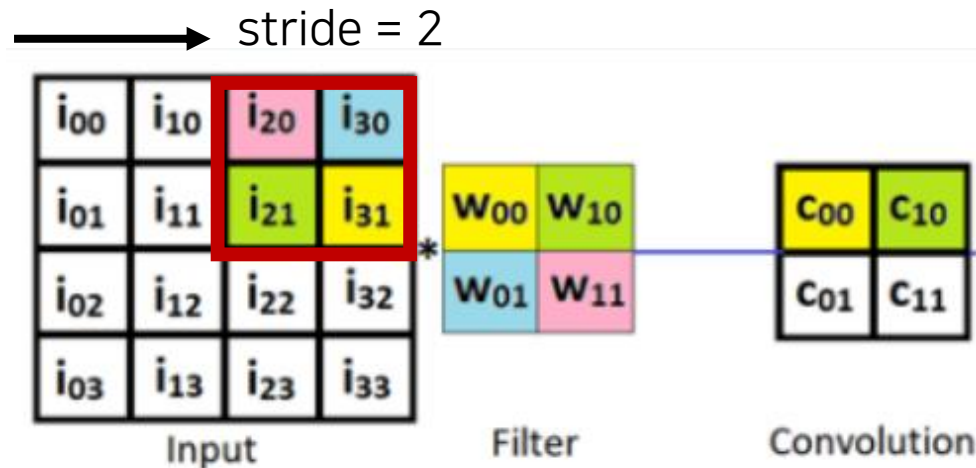 stride = 2
i₀₀ i₁₀ i₂₀ i₃₀
i₀₁ i₁₁ i₂₁ i₃₁
i₀₂ i₁₂ i₂₂ i₃₂
i₀₃ i₁₃ i₂₃ i₃₃
Input
*
w₀₀ w₁₀
w₀₁ w₁₁
Filter
c₀₀ c₁₀
c₀₁ c₁₁
Convolution